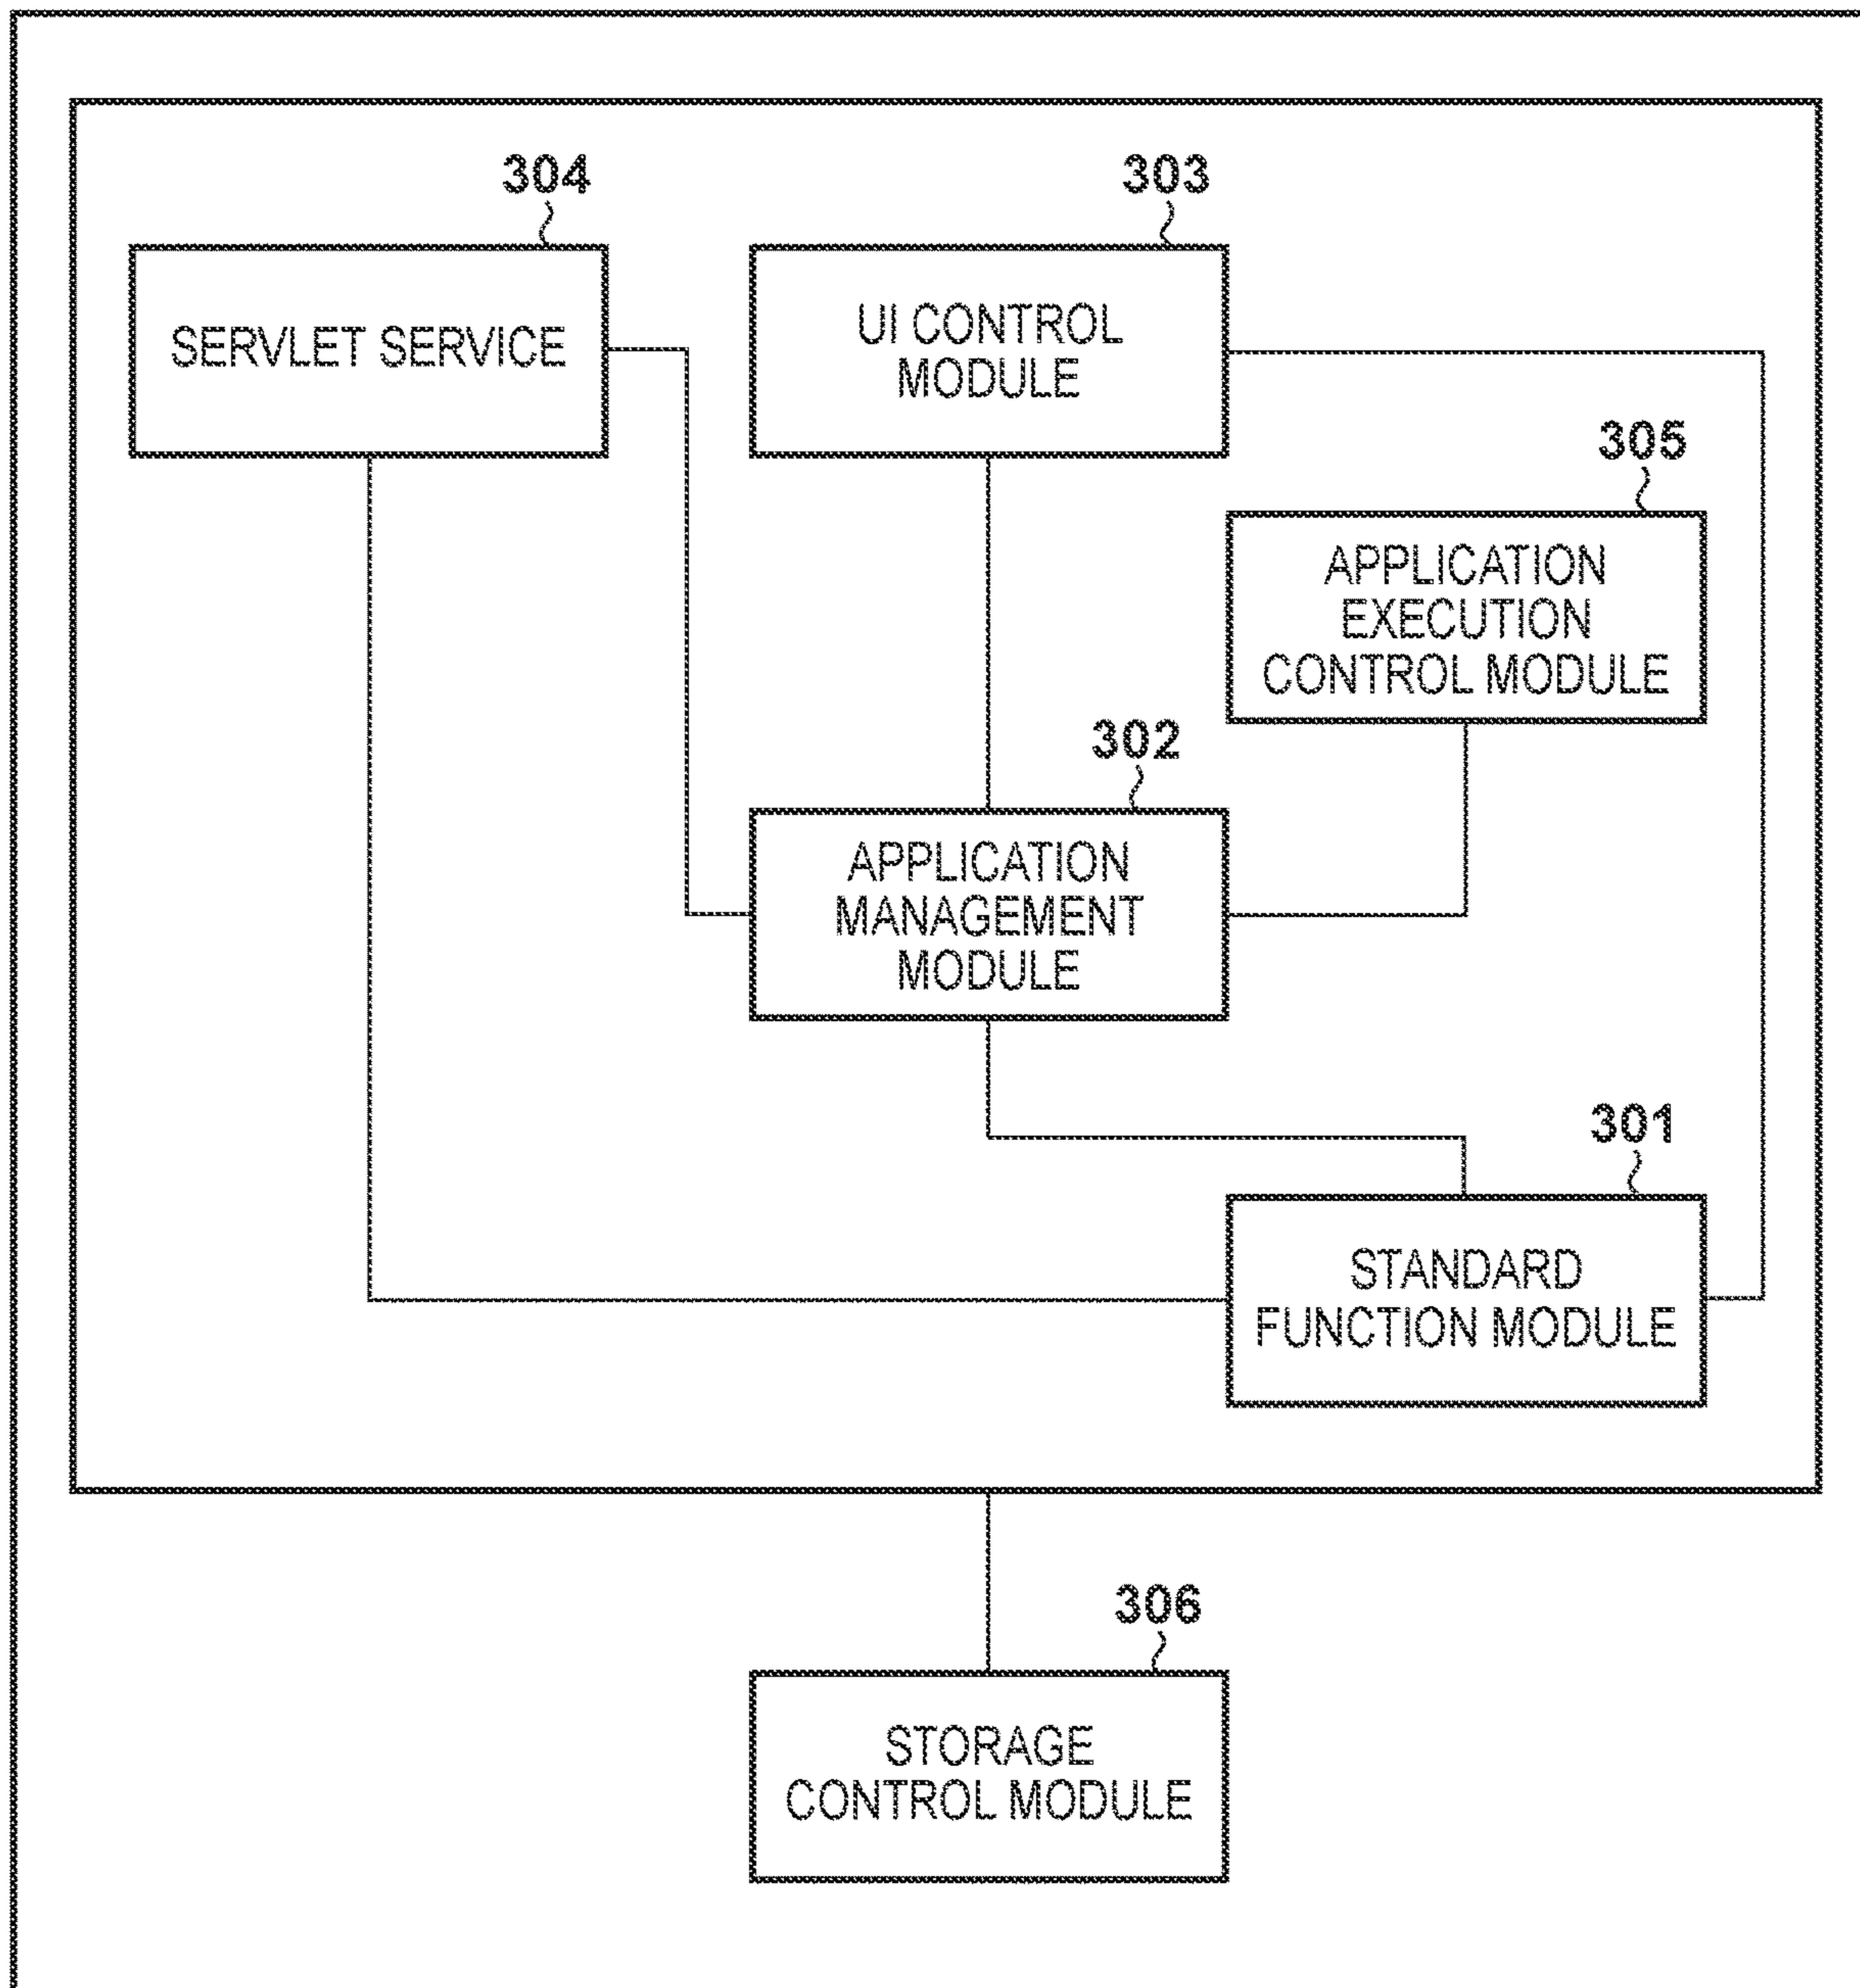 304
SERVLET SERVICE
303
UI CONTROL
MODULE
305
APPLICATION
EXECUTION
CONTROL MODULE
302
APPLICATION
MANAGEMENT
MODULE
301
STANDARD
FUNCTION MODULE
306
STORAGE
CONTROL MODULE